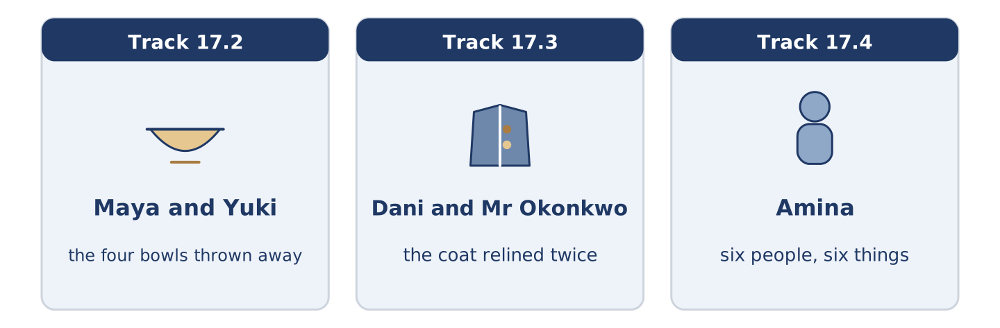 Track 17.2
Maya and Yuki
the four bowls thrown away
Track 17.3
Dani and Mr Okonkwo
the coat relined twice
Track 17.4
Amina
six people, six things